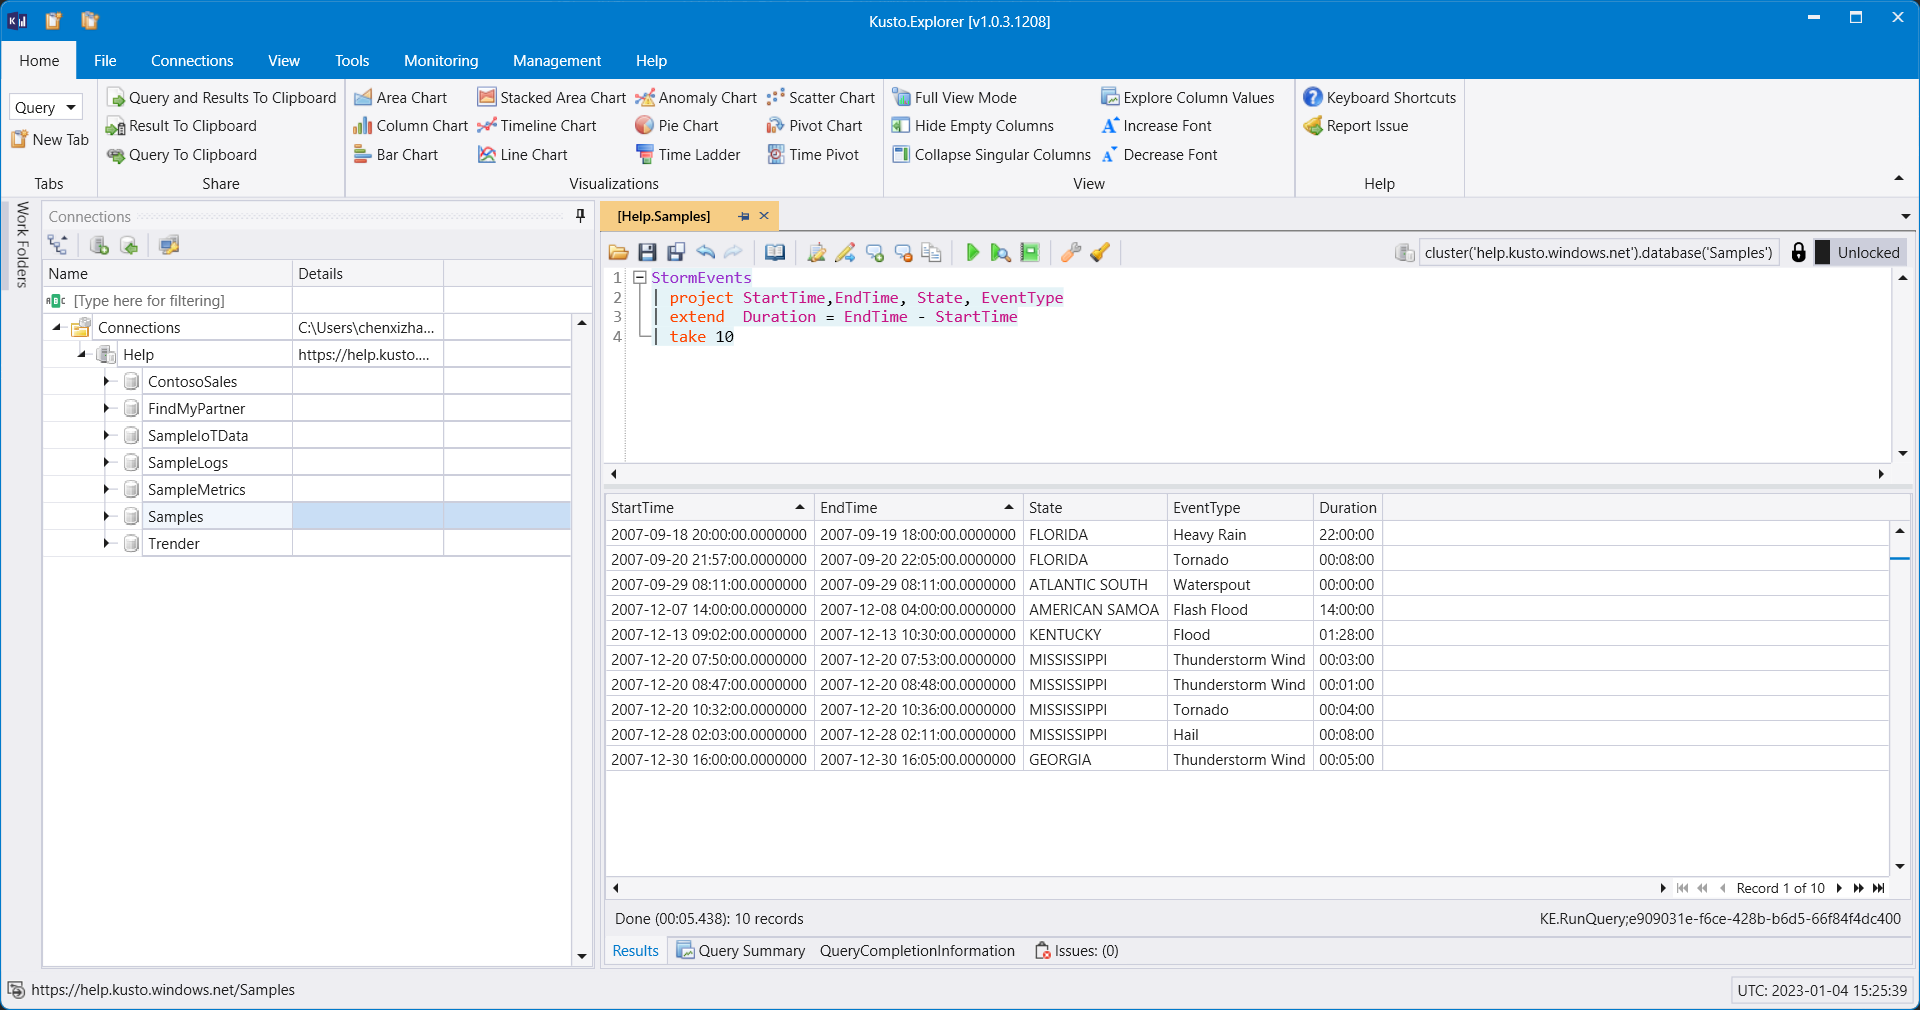 Kusto.Explorer [v1.0.3.1208]
Home File Connections View Tools Monitoring Management Help
Query
New Tab
Tabs
Query and Results To Clipboard
Result To Clipboard
Query To Clipboard
Share
Area Chart Stacked Area Chart Anomaly Chart Scatter Chart
Column Chart Timeline Chart Pie Chart Pivot Chart
Bar Chart Line Chart Time Ladder Time Pivot
Visualizations
Full View Mode Explore Column Values
Hide Empty Columns Increase Font
Collapse Singular Columns Decrease Font
View
Keyboard Shortcuts
Report Issue
Help
Work Folders
Connections
Name Details
[Type here for filtering]
Connections C:\Users\chenxizha...
Help https://help.kusto....
ContosoSales
FindMyPartner
SampleIoTData
SampleLogs
SampleMetrics
Samples
Trender
[Help.Samples]
cluster('help.kusto.windows.net').database('Samples') Unlocked
1 StormEvents
2 | project StartTime,EndTime, State, EventType
3 | extend  Duration = EndTime - StartTime
4 | take 10
StartTime EndTime State EventType Duration
2007-09-18 20:00:00.0000000 2007-09-19 18:00:00.0000000 FLORIDA Heavy Rain 22:00:00
2007-09-20 21:57:00.0000000 2007-09-20 22:05:00.0000000 FLORIDA Tornado 00:08:00
2007-09-29 08:11:00.0000000 2007-09-29 08:11:00.0000000 ATLANTIC SOUTH Waterspout 00:00:00
2007-12-07 14:00:00.0000000 2007-12-08 04:00:00.0000000 AMERICAN SAMOA Flash Flood 14:00:00
2007-12-13 09:02:00.0000000 2007-12-13 10:30:00.0000000 KENTUCKY Flood 01:28:00
2007-12-20 07:50:00.0000000 2007-12-20 07:53:00.0000000 MISSISSIPPI Thunderstorm Wind 00:03:00
2007-12-20 08:47:00.0000000 2007-12-20 08:48:00.0000000 MISSISSIPPI Thunderstorm Wind 00:01:00
2007-12-20 10:32:00.0000000 2007-12-20 10:36:00.0000000 MISSISSIPPI Tornado 00:04:00
2007-12-28 02:03:00.0000000 2007-12-28 02:11:00.0000000 MISSISSIPPI Hail 00:08:00
2007-12-30 16:00:00.0000000 2007-12-30 16:05:00.0000000 GEORGIA Thunderstorm Wind 00:05:00
Record 1 of 10
Done (00:05.438): 10 records KE.RunQuery;e909031e-f6ce-428b-b6d5-66f84f4dc400
Results Query Summary QueryCompletionInformation Issues: (0)
https://help.kusto.windows.net/Samples UTC: 2023-01-04 15:25:39